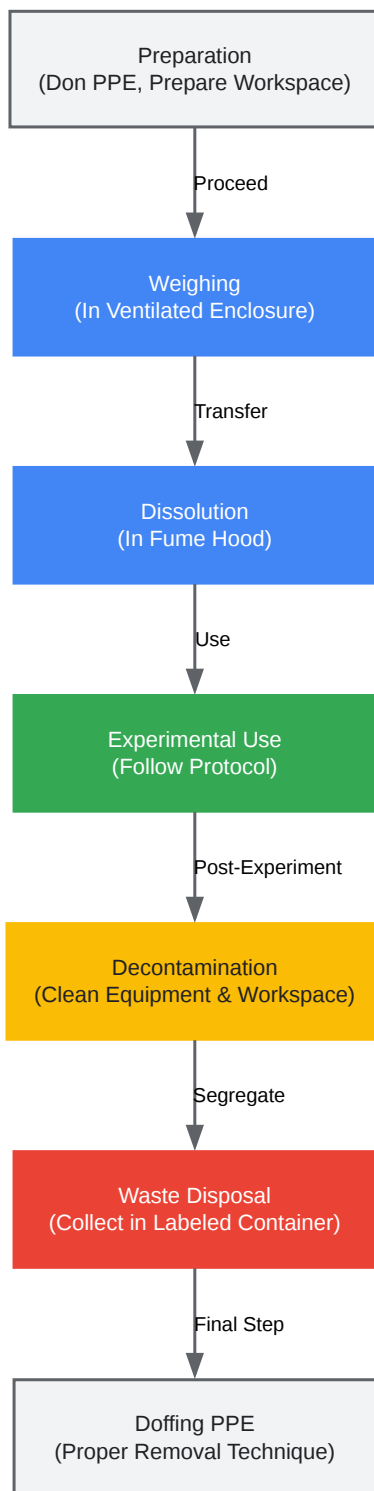 Preparation
(Don PPE, Prepare Workspace)
Proceed
Weighing
(In Ventilated Enclosure)
Transfer
Dissolution
(In Fume Hood)
Use
Experimental Use
(Follow Protocol)
Post-Experiment
Decontamination
(Clean Equipment & Workspace)
Segregate
Waste Disposal
(Collect in Labeled Container)
Final Step
Doffing PPE
(Proper Removal Technique)